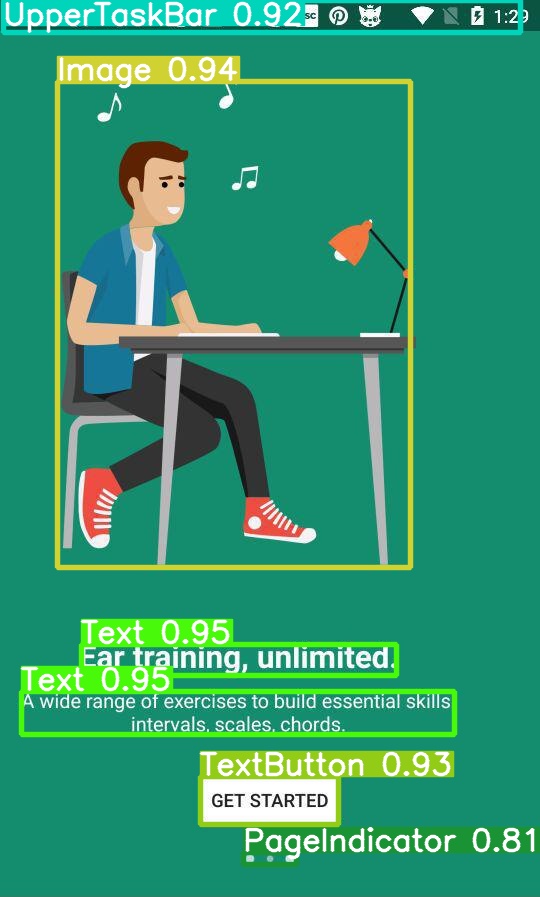 UpperTaskBar 0.92
1:29
Image 0.94
Text 0.95
Ear training, unlimited.
Text 0.95
A wide range of exercises to build essential skills
intervals, scales, chords.
TextButton 0.93
GET STARTED
PageIndicator 0.81